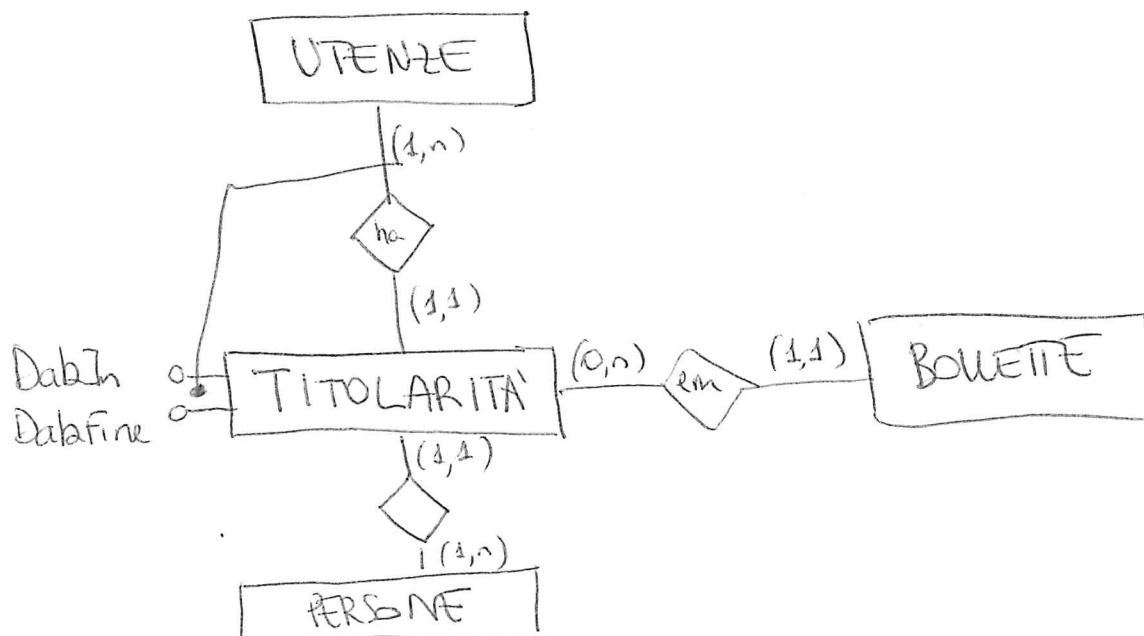 UTENZE
(1,n)
ha
(1,1)
DataIn
DataFine
TITOLARITÀ
(0,n)
em
(1,1)
BOLLETTE
(1,1)
(1,n)
PERSONE